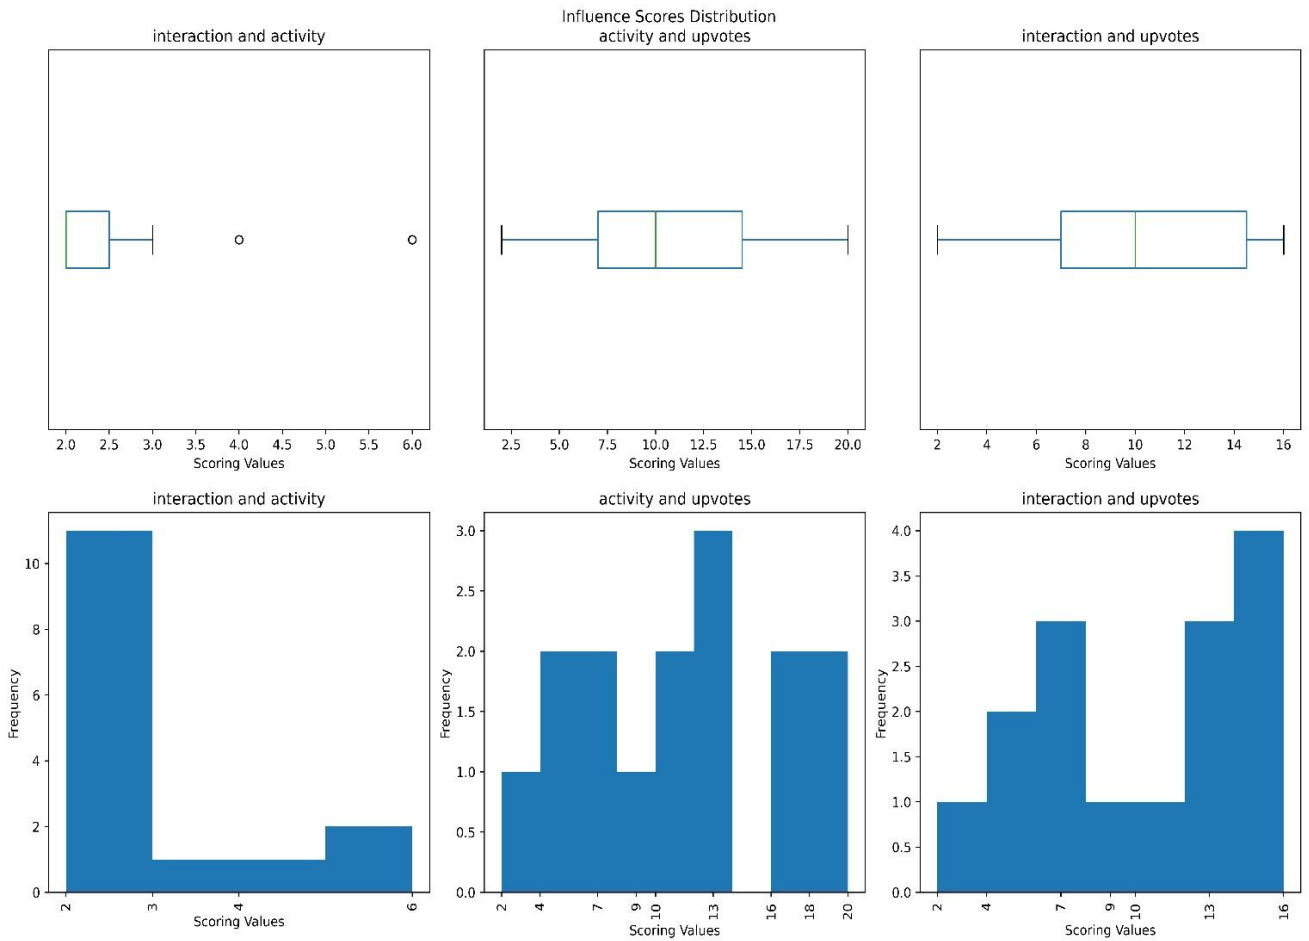 Influence Scores Distribution
interaction and activity
activity and upvotes
interaction and upvotes
2.0 2.5 3.0 3.5 4.0 4.5 5.0 5.5 6.0
Scoring Values
2.5 5.0 7.5 10.0 12.5 15.0 17.5 20.0
Scoring Values
2 4 6 8 10 12 14 16
Scoring Values
interaction and activity
Frequency
10
8
6
4
2
0
2 3 4 6
Scoring Values
activity and upvotes
Frequency
3.0
2.5
2.0
1.5
1.0
0.5
0.0
2 4 7 9 10 13 16 18 20
Scoring Values
interaction and upvotes
Frequency
4.0
3.5
3.0
2.5
2.0
1.5
1.0
0.5
0.0
2 4 7 9 10 13 16
Scoring Values